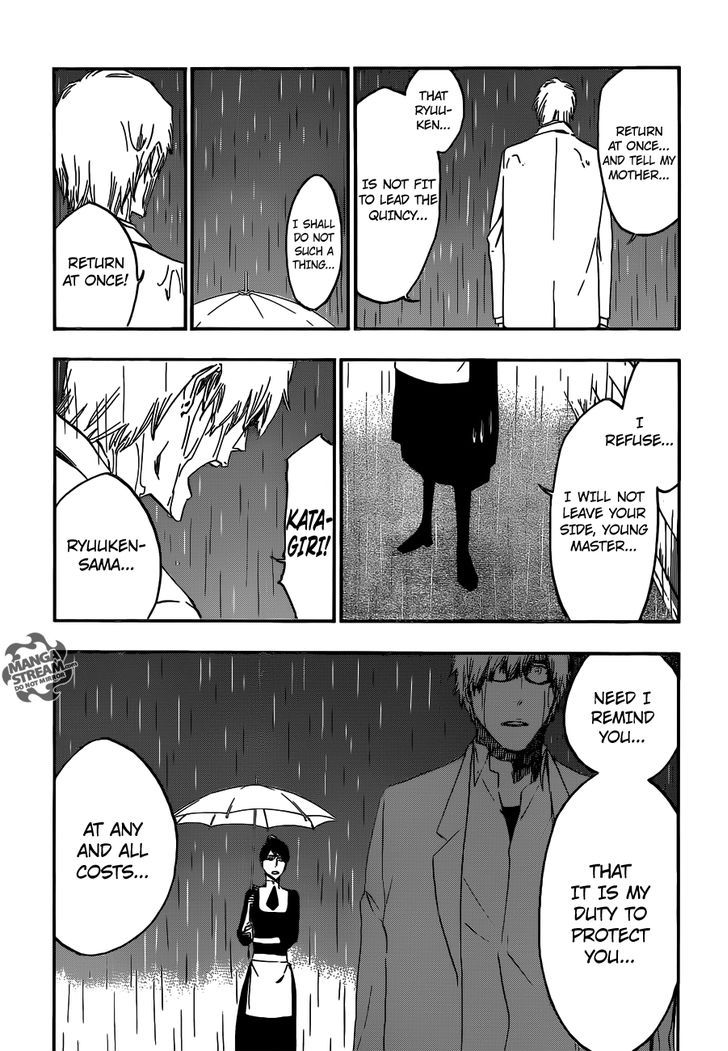 RETURN
AT ONCE...
AND TELL MY
MOTHER...
THAT
RYUU-
KEN...
IS NOT FIT
TO LEAD THE
QUINCY...
I SHALL
DO NOT
SUCH A
THING...
RETURN
AT ONCE!
I
REFUSE...
I WILL NOT
LEAVE YOUR
SIDE, YOUNG
MASTER...
KATA-
GIRI!
RYUUKEN-
SAMA...
NEED I
REMIND
YOU...
THAT
IT IS MY
DUTY TO
PROTECT
YOU...
AT ANY
AND ALL
COSTS...
MANGA
STREAM
DO NOT MIRROR